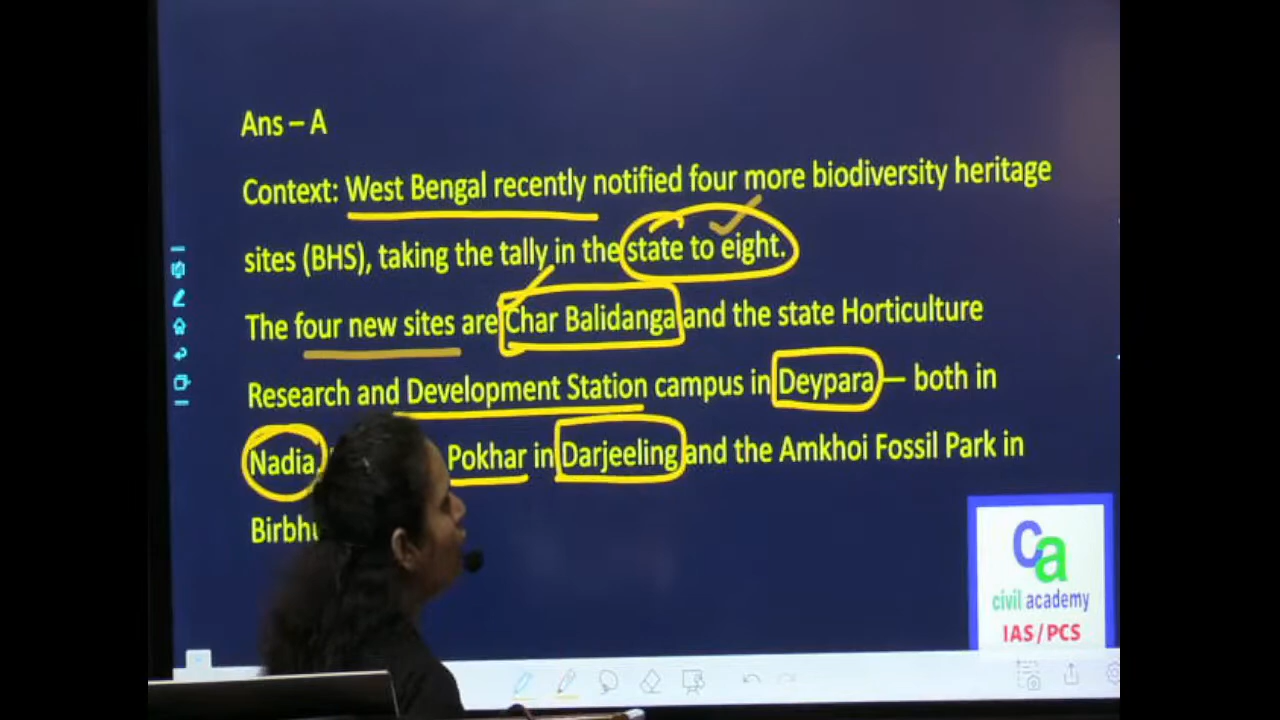 Ans – A
Context: West Bengal recently notified four more biodiversity heritage
sites (BHS), taking the tally in the state to eight.
The four new sites are Char Balidanga and the state Horticulture
Research and Development Station campus in Deypara — both in
Nadia, Pokhar in Darjeeling and the Amkhoi Fossil Park in
ca
civil academy
IAS/PCS